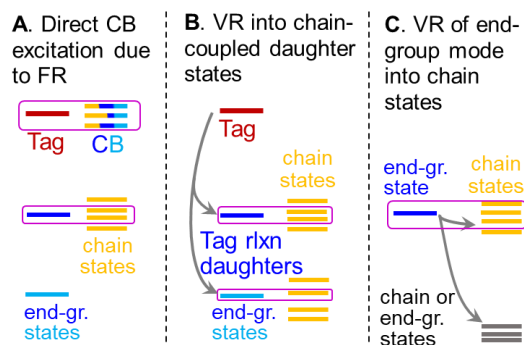 A. Direct CB
excitation due
to FR
Tag
CB
chain
states
end-gr.
states
B. VR into chain-
coupled daughter
states
Tag
chain
states
Tag rlxn
daughters
end-gr.
states
C. VR of end-
group mode
into chain
states
end-gr.
state
chain
states
chain or
end-gr.
states